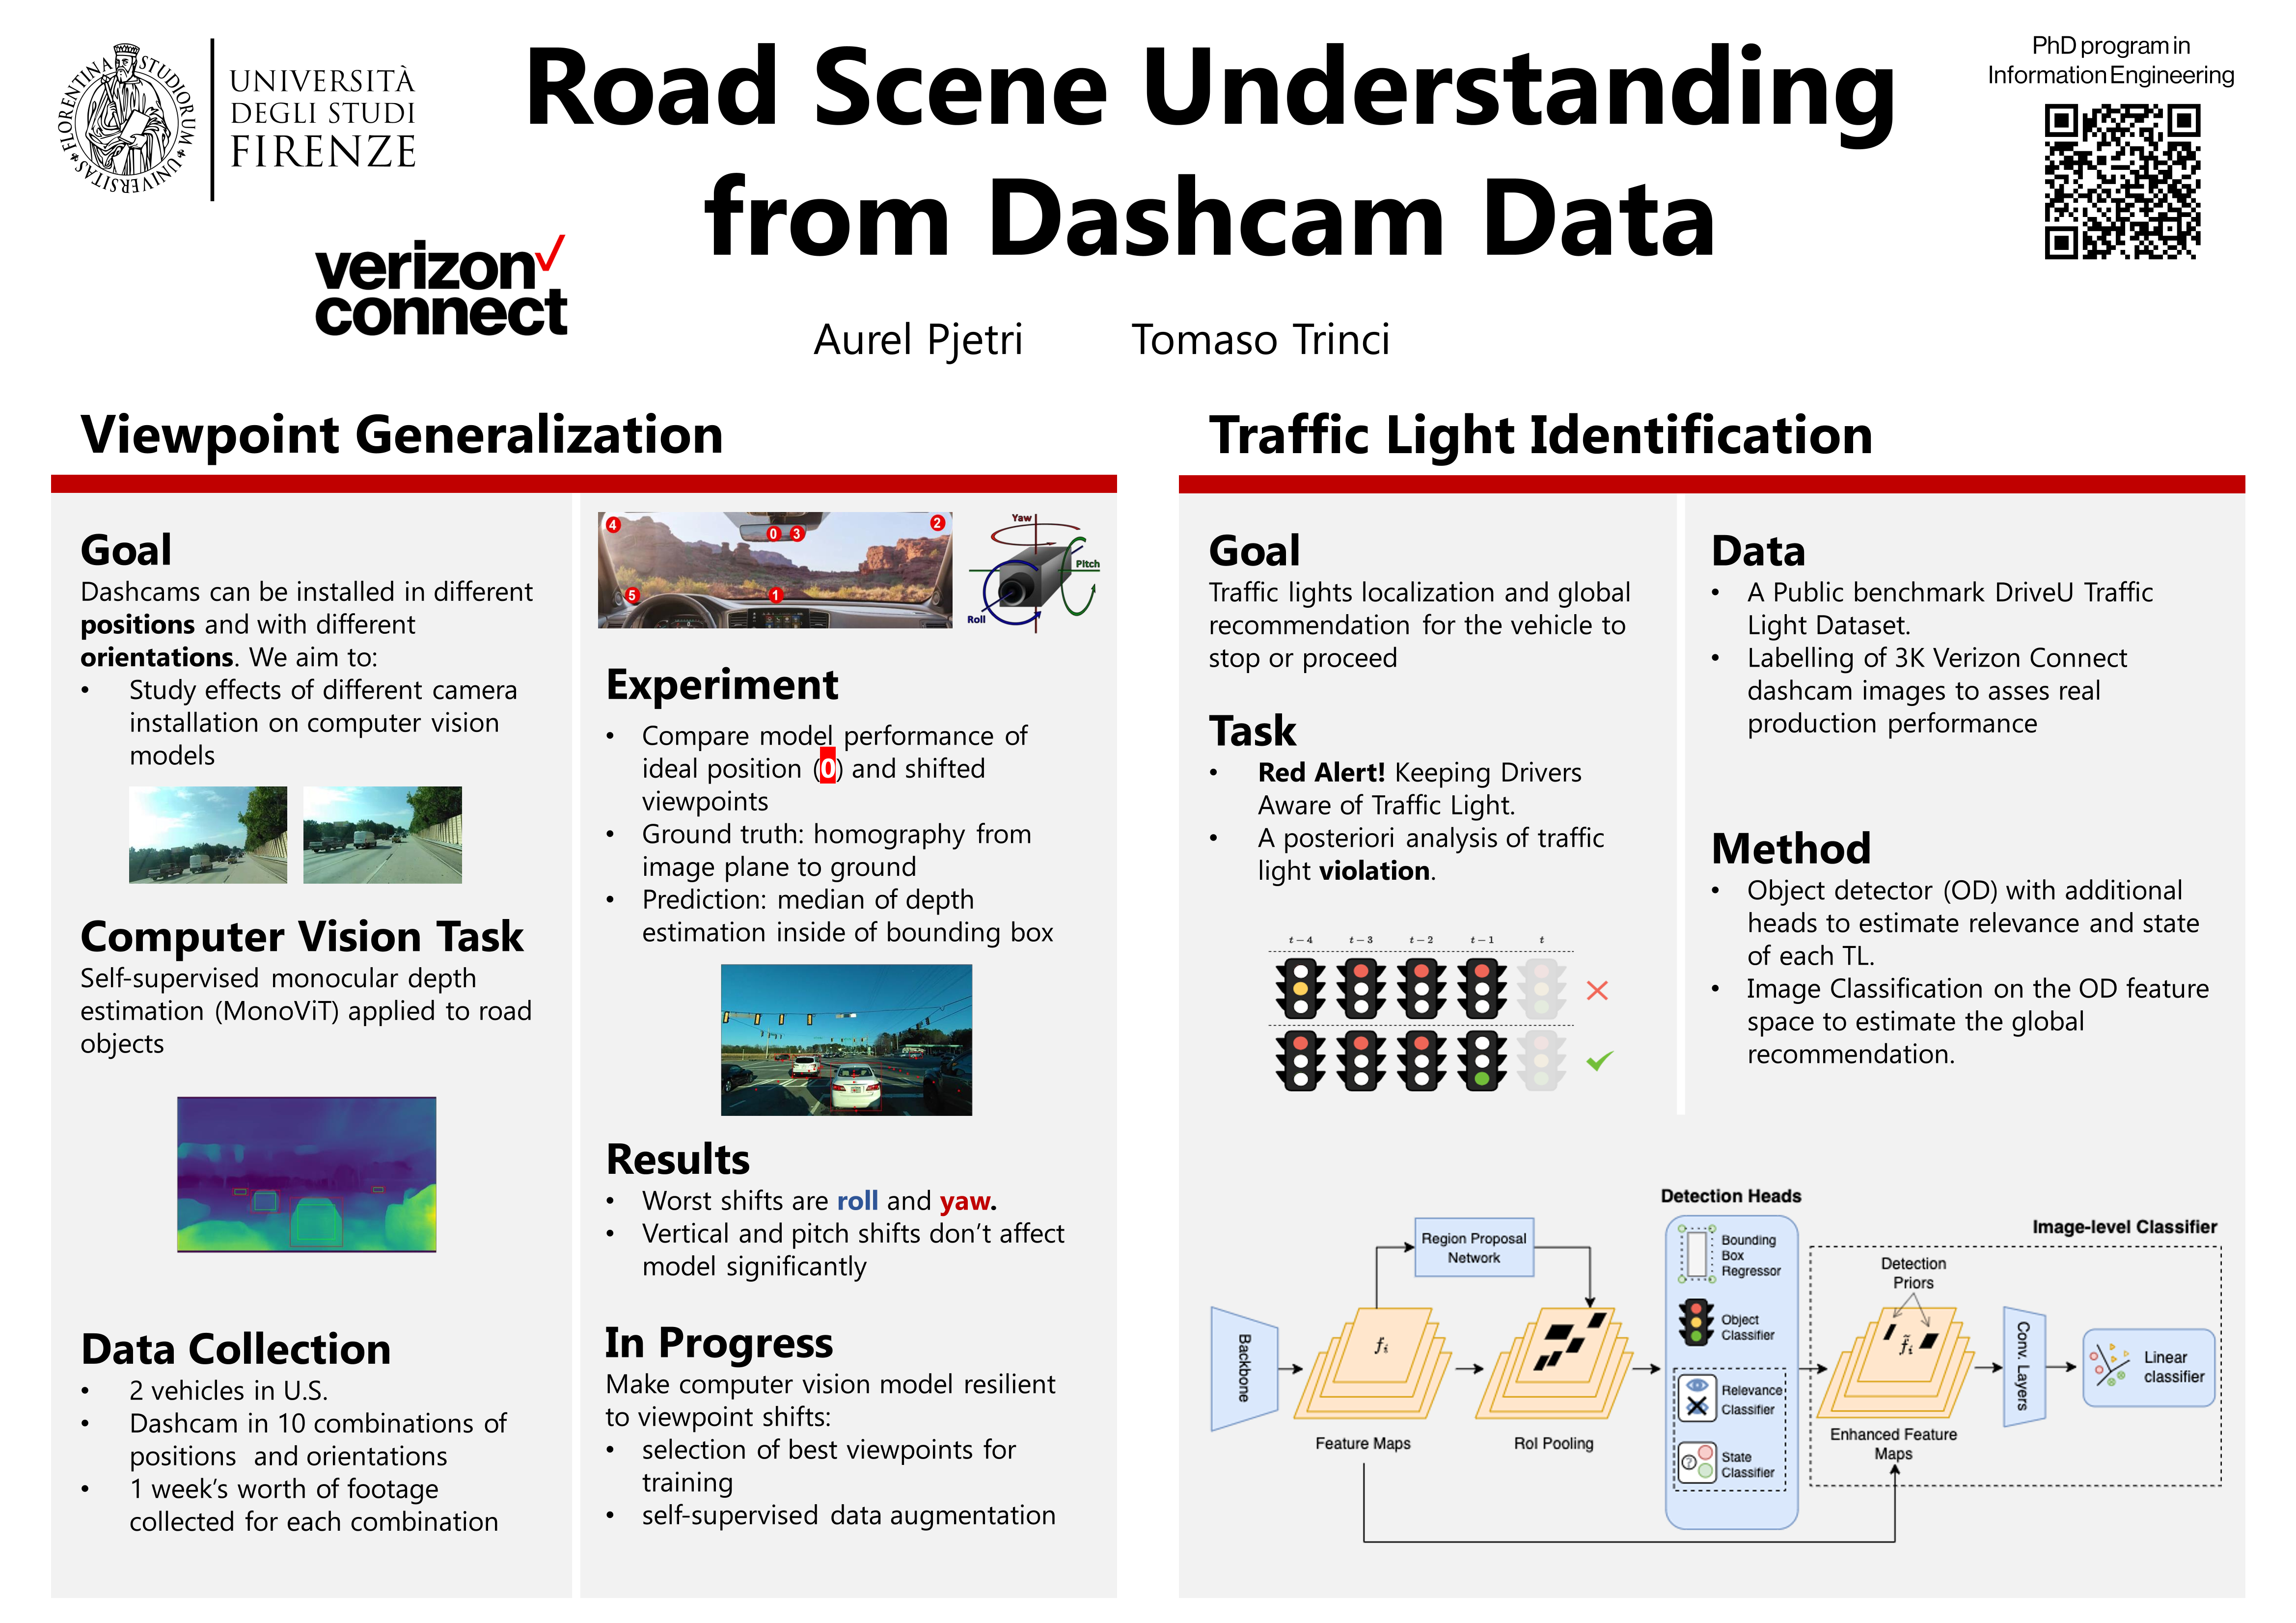 FLORENTINA STUDIORUM UNIVERSITAS
UNIVERSITÀ
DEGLI STUDI
FIRENZE
verizon
connect
Road Scene Understanding
from Dashcam Data
PhD program in
Information Engineering
Aurel Pjetri Tomaso Trinci
Viewpoint Generalization
Goal
Dashcams can be installed in different
positions and with different
orientations. We aim to:
• Study effects of different camera
installation on computer vision
models
Computer Vision Task
Self-supervised monocular depth
estimation (MonoViT) applied to road
objects
Data Collection
• 2 vehicles in U.S.
• Dashcam in 10 combinations of
positions and orientations
• 1 week’s worth of footage
collected for each combination
4 0 3 2
5 1
Yaw
Pitch
Roll
Experiment
• Compare model performance of
ideal position (0) and shifted
viewpoints
• Ground truth: homography from
image plane to ground
• Prediction: median of depth
estimation inside of bounding box
Results
• Worst shifts are roll and yaw.
• Vertical and pitch shifts don’t affect
model significantly
In Progress
Make computer vision model resilient
to viewpoint shifts:
• selection of best viewpoints for
training
• self-supervised data augmentation
Traffic Light Identification
Goal
Traffic lights localization and global
recommendation for the vehicle to
stop or proceed
Task
• Red Alert! Keeping Drivers
Aware of Traffic Light.
• A posteriori analysis of traffic
light violation.
t − 4 t − 3 t − 2 t − 1 t
Data
• A Public benchmark DriveU Traffic
Light Dataset.
• Labelling of 3K Verizon Connect
dashcam images to asses real
production performance
Method
• Object detector (OD) with additional
heads to estimate relevance and state
of each TL.
• Image Classification on the OD feature
space to estimate the global
recommendation.
Backbone
fᵢ
Feature Maps
Region Proposal
Network
RoI Pooling
Detection Heads
Bounding
Box
Regressor
Object
Classifier
Relevance
Classifier
?
State
Classifier
Image-level Classifier
Detection
Priors
f̃ᵢ
Enhanced Feature
Maps
Conv. Layers
Linear
classifier